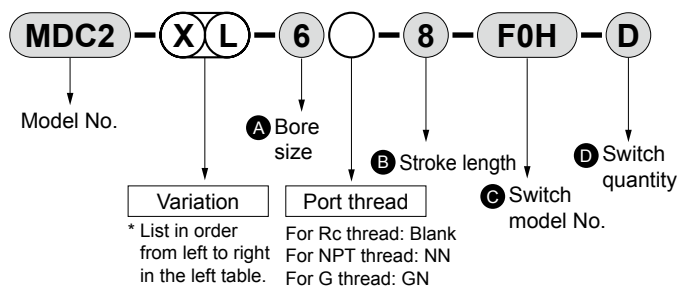 MDC2 - X L - 6 - 8 - F0H - D
Model No.
A Bore
size
B Stroke length
C Switch
model No.
D Switch
quantity
Variation
* List in order
from left to right
in the left table.
Port thread
For Rc thread: Blank
For NPT thread: NN
For G thread: GN